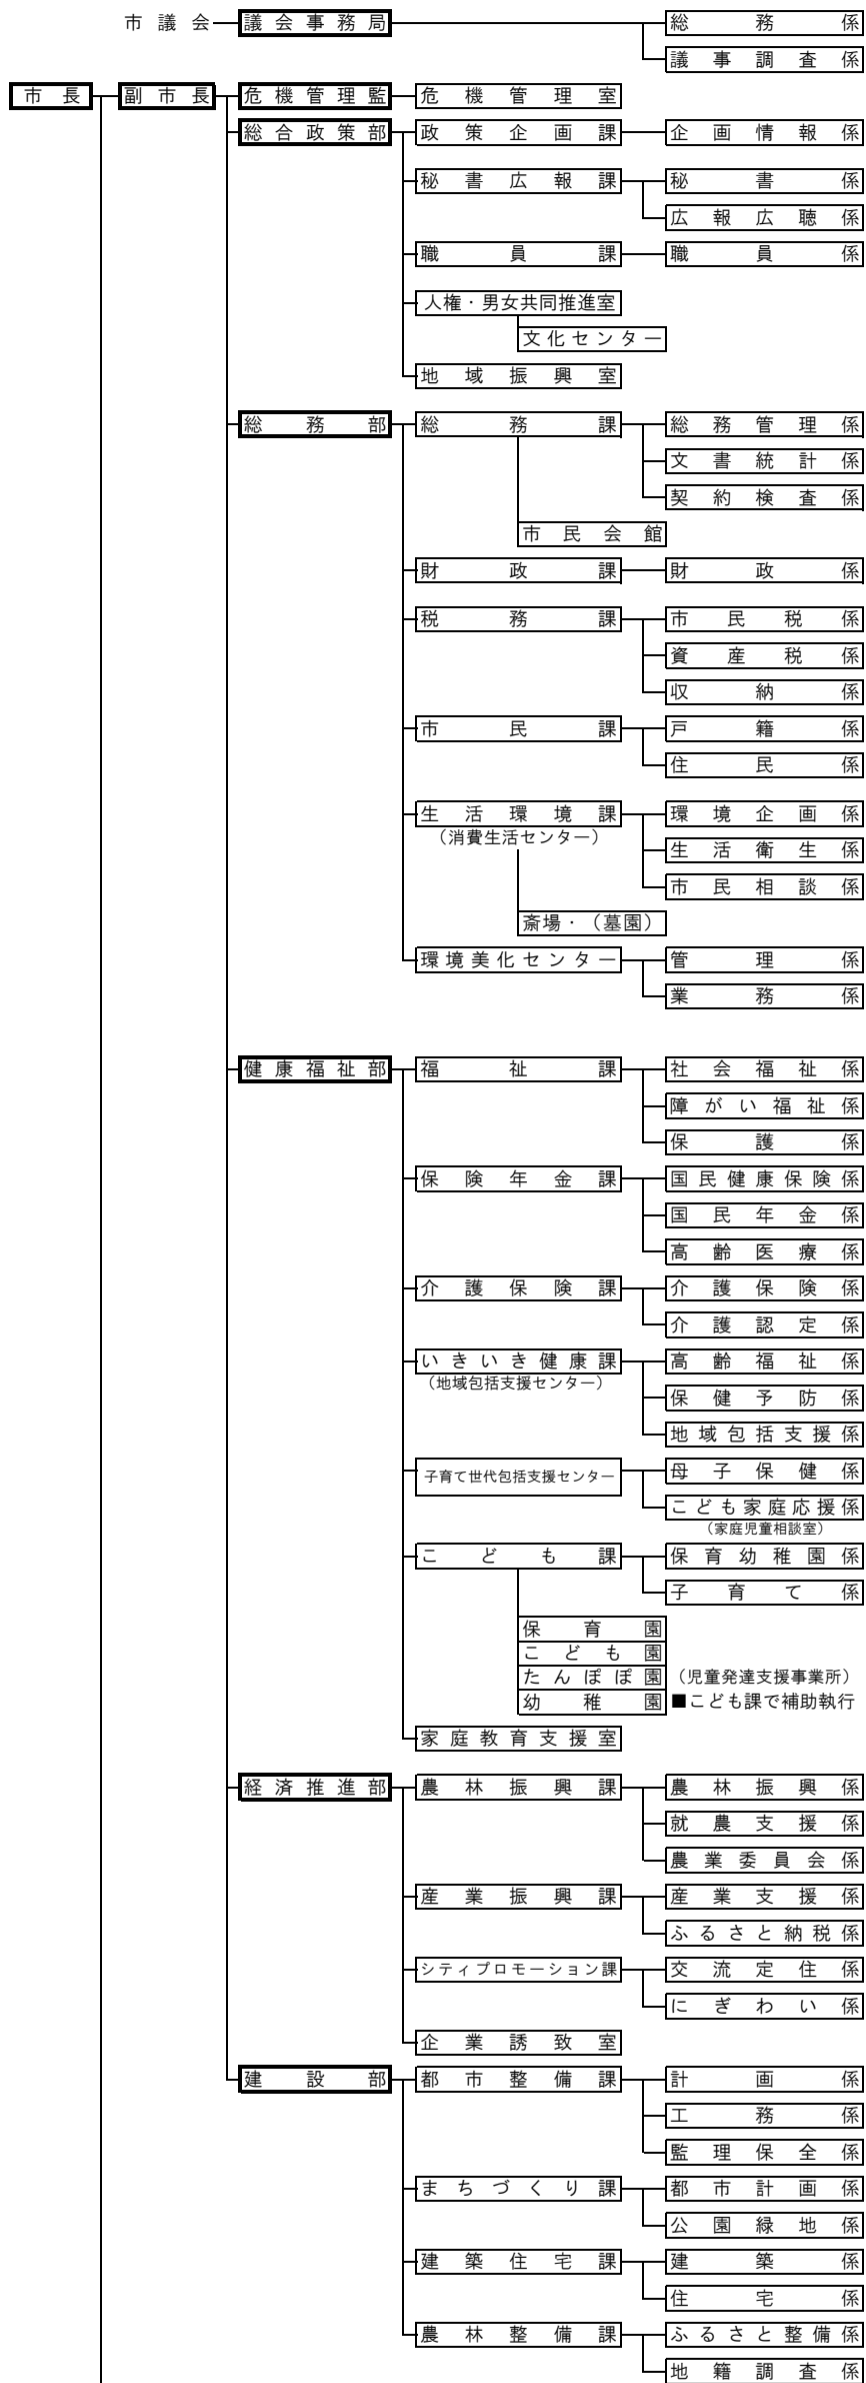 市議会 議会事務局 総務係
議事調査係
市長 副市長 危機管理監 危機管理室
総合政策部 政策企画課 企画情報係
秘書広報課 秘書係
広報広聴係
職員課 職員係
人権・男女共同推進室
文化センター
地域振興室
総務部 総務課 総務管理係
文書統計係
契約検査係
市民会館
財政課 財政係
税務課 市民税係
資産税係
収納係
市民課 戸籍係
住民係
生活環境課 環境企画係
（消費生活センター）
生活衛生係
市民相談係
斎場・（墓園）
環境美化センター 管理係
業務係
健康福祉部 福祉課 社会福祉係
障がい福祉係
保護係
保険年金課 国民健康保険係
国民年金係
高齢医療係
介護保険課 介護保険係
介護認定係
いきいき健康課 高齢福祉係
（地域包括支援センター）
保健予防係
地域包括支援係
子育て世代包括支援センター 母子保健係
こども家庭応援係
（家庭児童相談室）
こども課 保育幼稚園係
子育て係
保育園
こども園
たんぽぽ園 （児童発達支援事業所）
幼稚園 ■こども課で補助執行
家庭教育支援室
経済推進部 農林振興課 農林振興係
就農支援係
農業委員会係
産業振興課 産業支援係
ふるさと納税係
シティプロモーション課 交流定住係
にぎわい係
企業誘致室
建設部 都市整備課 計画係
工務係
監理保全係
まちづくり課 都市計画係
公園緑地係
建築住宅課 建築係
住宅係
農林整備課 ふるさと整備係
地籍調査係